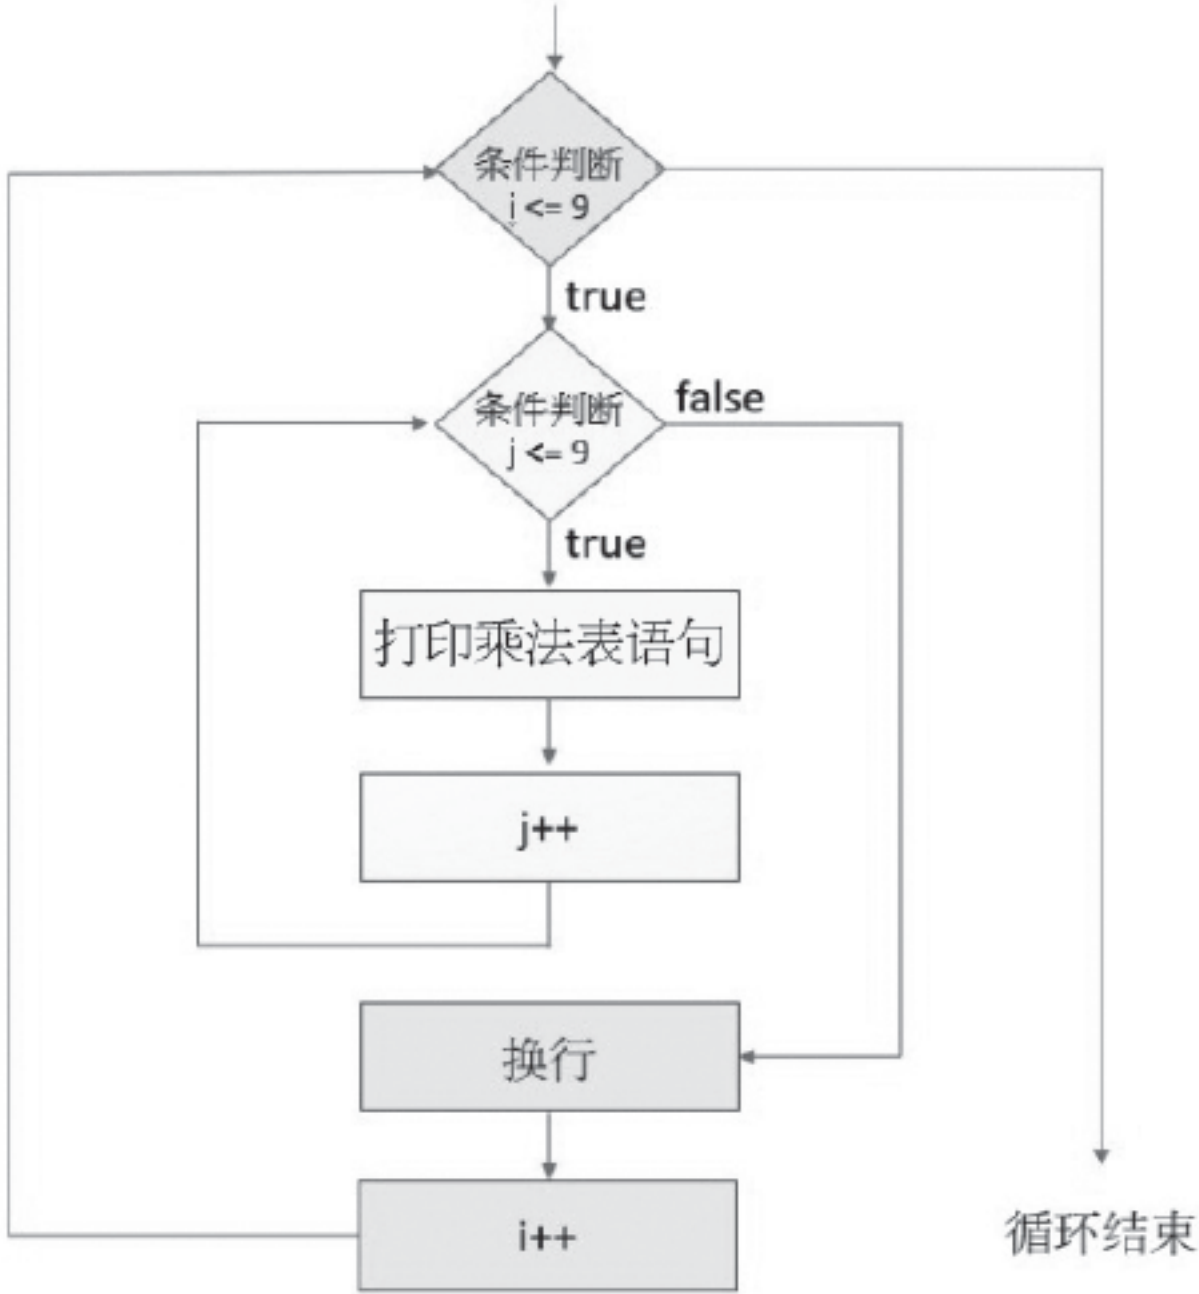 条件判断
i <= 9
true
条件判断
j <= 9
false
true
打印乘法表语句
j++
换行
i++
循环结束